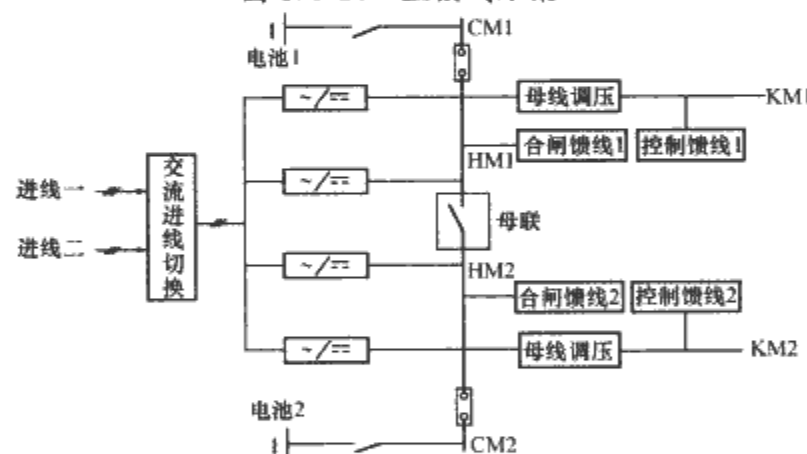 CM1
电池1
母线调压
KM1
HM1
合闸馈线1
控制馈线1
进线一
交流进线切换
母联
进线二
HM2
合闸馈线2
控制馈线2
母线调压
KM2
电池2
CM2